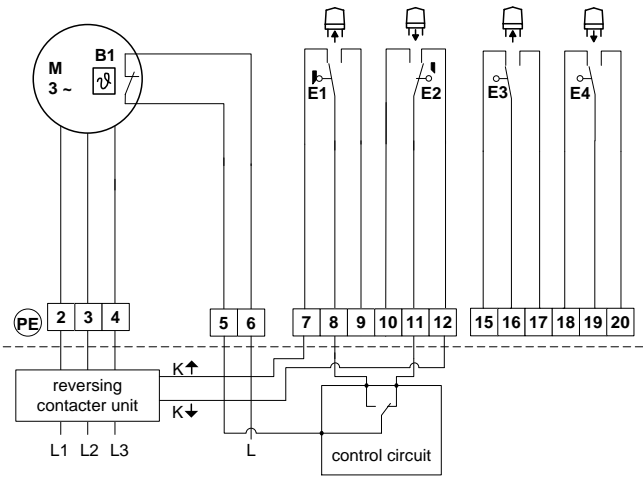 M
3 ~
B1
ϑ
E1
E2
E3
E4
PE
2 3 4
5 6
7 8 9 10 11 12
15 16 17 18 19 20
K
K
reversing
contacter unit
control circuit
L1 L2 L3
L